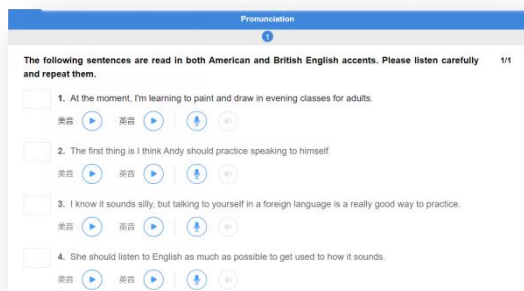 Pronunciation
1
The following sentences are read in both American and British English accents. Please listen carefully 1/1
and repeat them.
1. At the moment, I'm learning to paint and draw in evening classes for adults.
美音 英音
2. The first thing is I think Andy should practice speaking to himself.
美音 英音
3. I know it sounds silly, but talking to yourself in a foreign language is a really good way to practice.
美音 英音
4. She should listen to English as much as possible to get used to how it sounds.
美音 英音